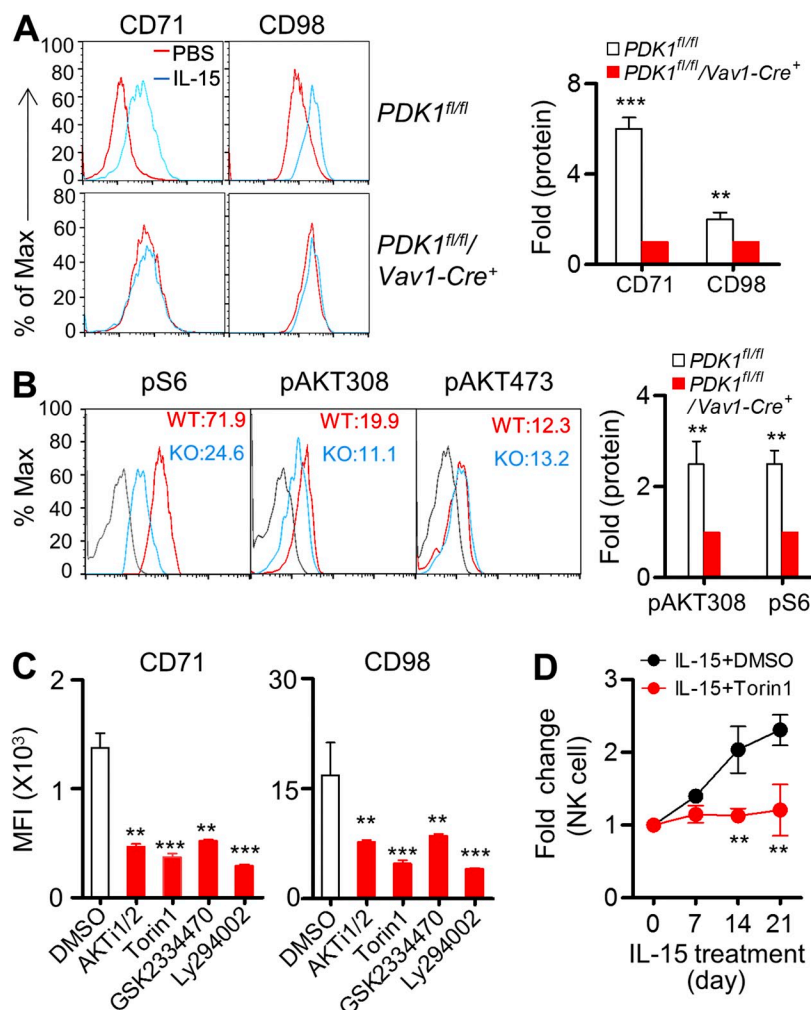 A
CD71
CD98
PBS
IL-15
PDK1fl/fl
PDK1fl/fl/
Vav1-Cre+
% of Max
100
80
60
40
20
0
80
60
40
20
0
PDK1fl/fl
PDK1fl/fl/Vav1-Cre+
Fold (protein)
8
4
0
***
**
CD71
CD98
B
pS6
pAKT308
pAKT473
WT:71.9
KO:24.6
WT:19.9
KO:11.1
WT:12.3
KO:13.2
% Max
100
80
60
40
20
0
PDK1fl/fl
PDK1fl/fl
/Vav1-Cre+
Fold (protein)
4
2
0
**
**
pAKT308
pS6
C
CD71
CD98
MFI (X10³)
2
1
0
**
***
**
***
DMSO
AKTi1/2
Torin1
GSK2334470
Ly294002
30
15
0
**
***
**
***
DMSO
AKTi1/2
Torin1
GSK2334470
Ly294002
D
IL-15+DMSO
IL-15+Torin1
Fold change
(NK cell)
3
2
1
0
**
**
0 7 14 21
IL-15 treatment
(day)